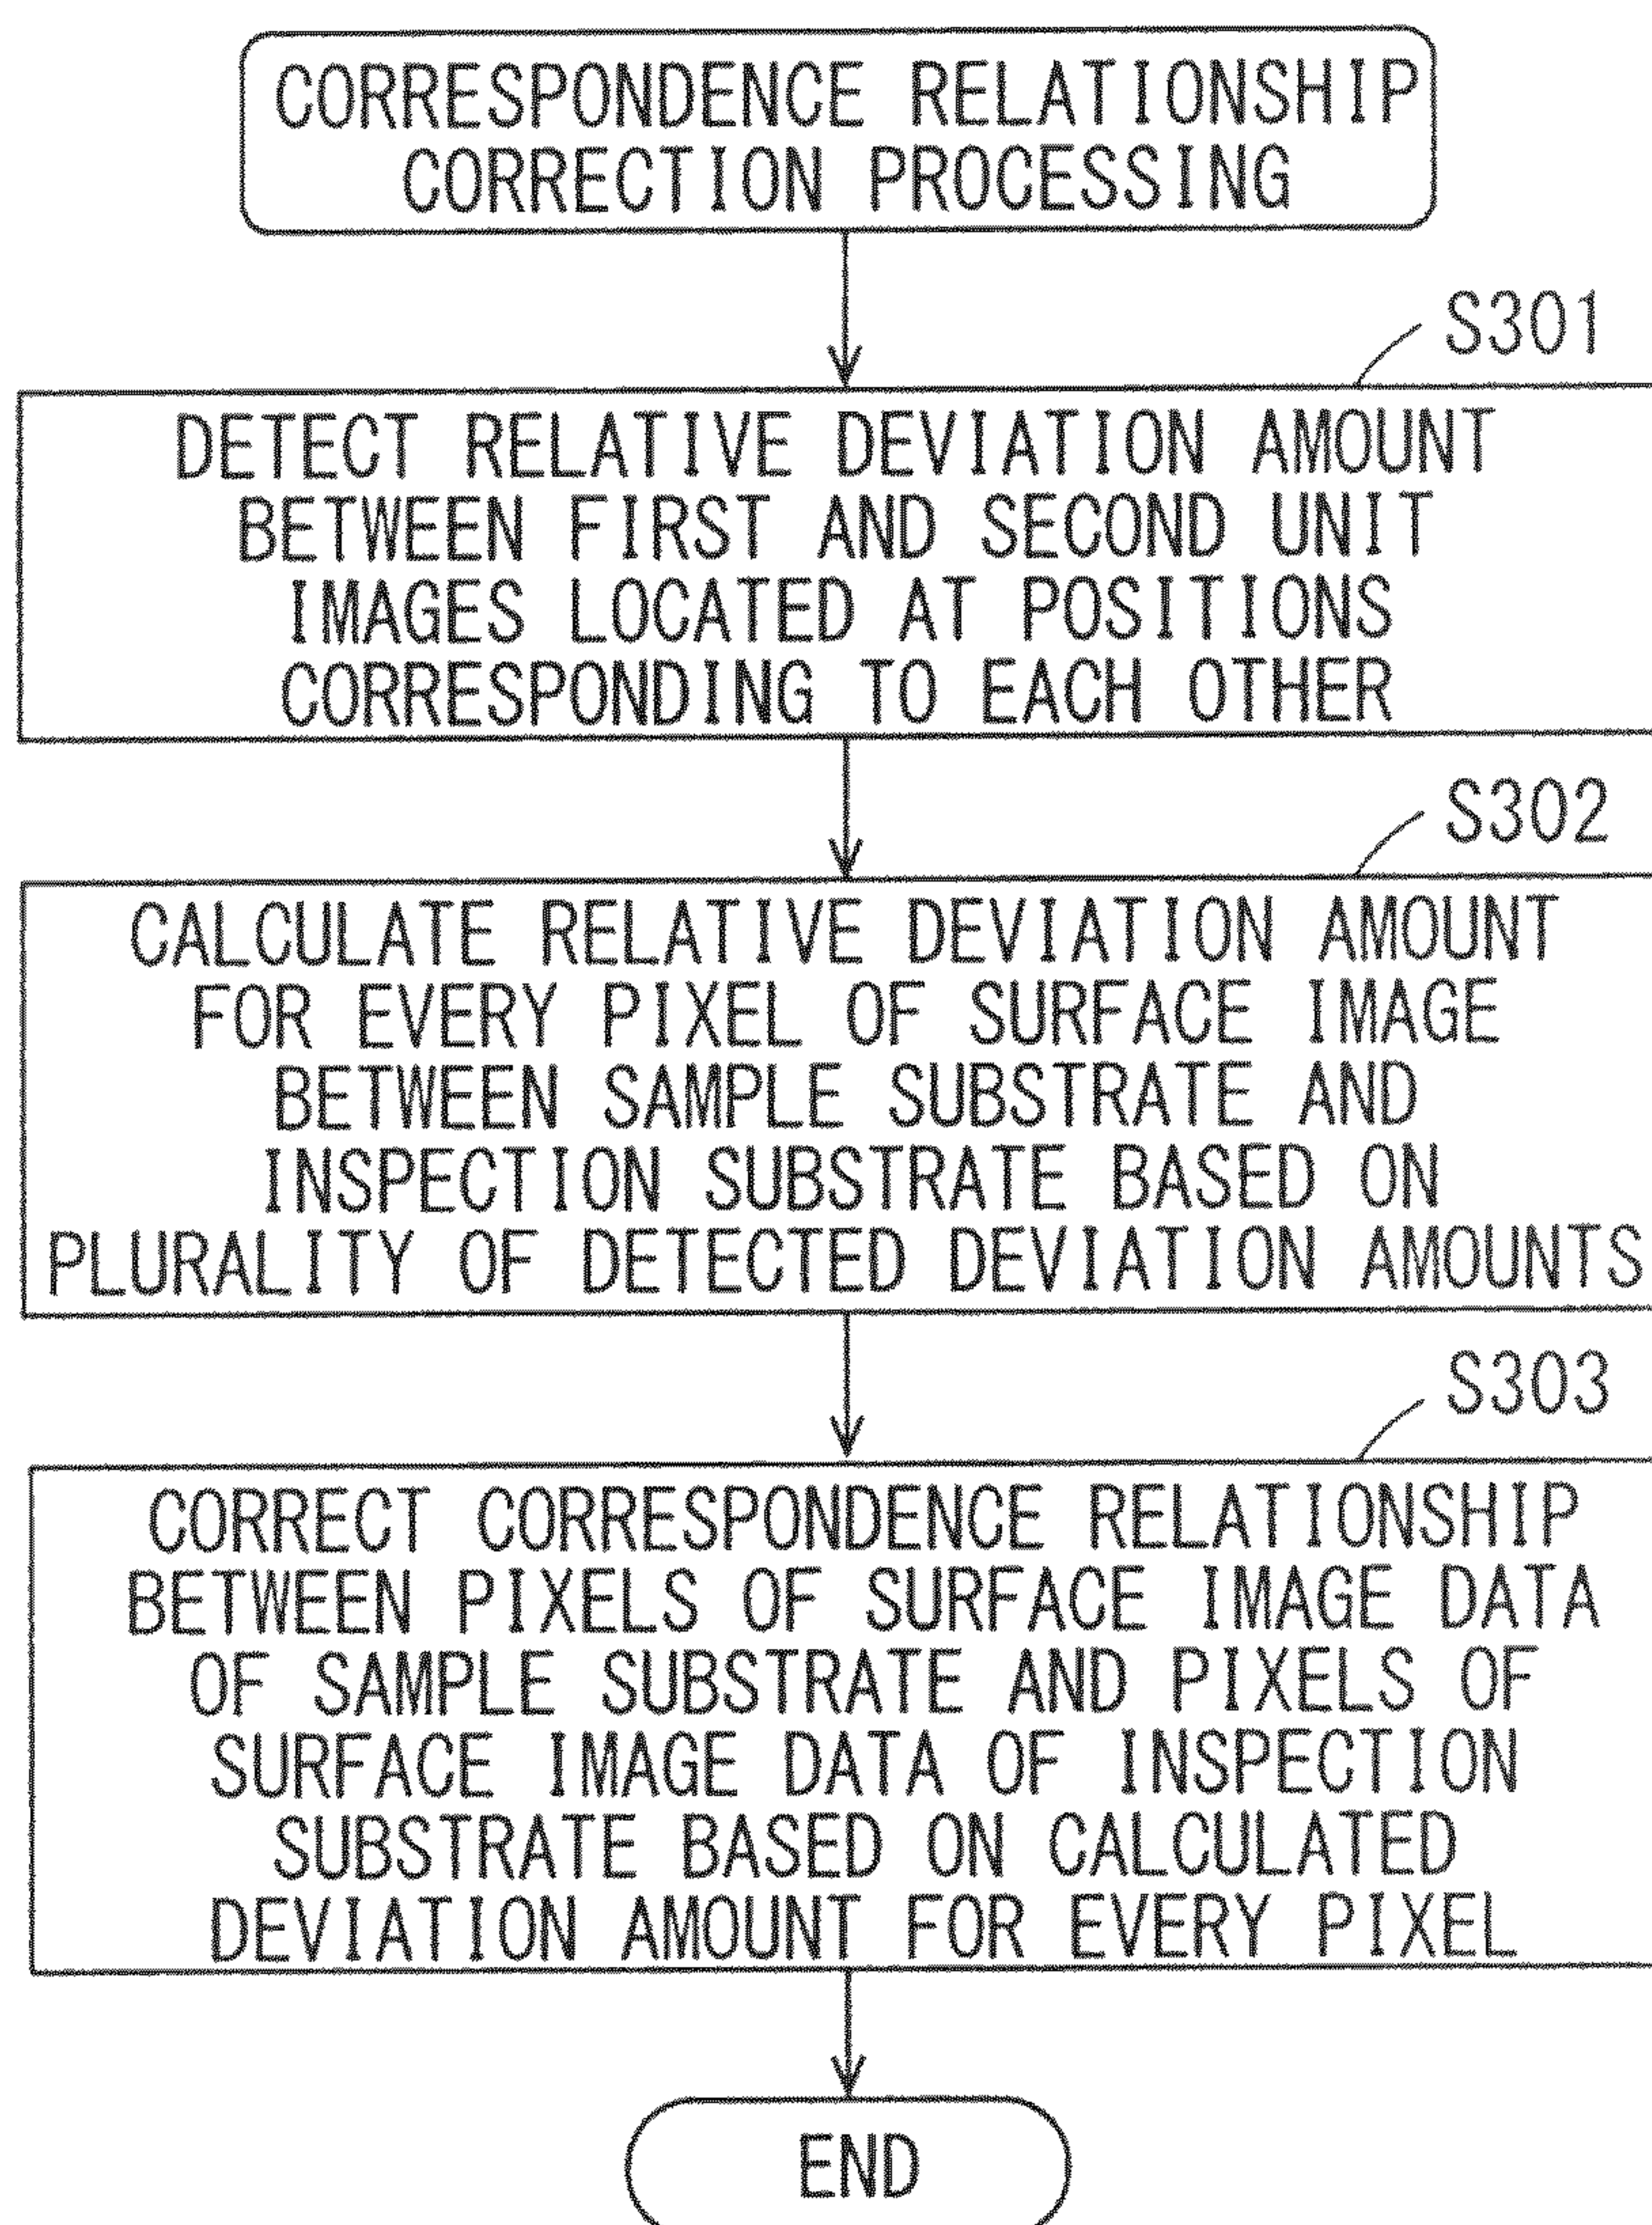 CORRESPONDENCE RELATIONSHIP
CORRECTION PROCESSING
S301
DETECT RELATIVE DEVIATION AMOUNT
BETWEEN FIRST AND SECOND UNIT
IMAGES LOCATED AT POSITIONS
CORRESPONDING TO EACH OTHER
S302
CALCULATE RELATIVE DEVIATION AMOUNT
FOR EVERY PIXEL OF SURFACE IMAGE
BETWEEN SAMPLE SUBSTRATE AND
INSPECTION SUBSTRATE BASED ON
PLURALITY OF DETECTED DEVIATION AMOUNTS
S303
CORRECT CORRESPONDENCE RELATIONSHIP
BETWEEN PIXELS OF SURFACE IMAGE DATA
OF SAMPLE SUBSTRATE AND PIXELS OF
SURFACE IMAGE DATA OF INSPECTION
SUBSTRATE BASED ON CALCULATED
DEVIATION AMOUNT FOR EVERY PIXEL
END